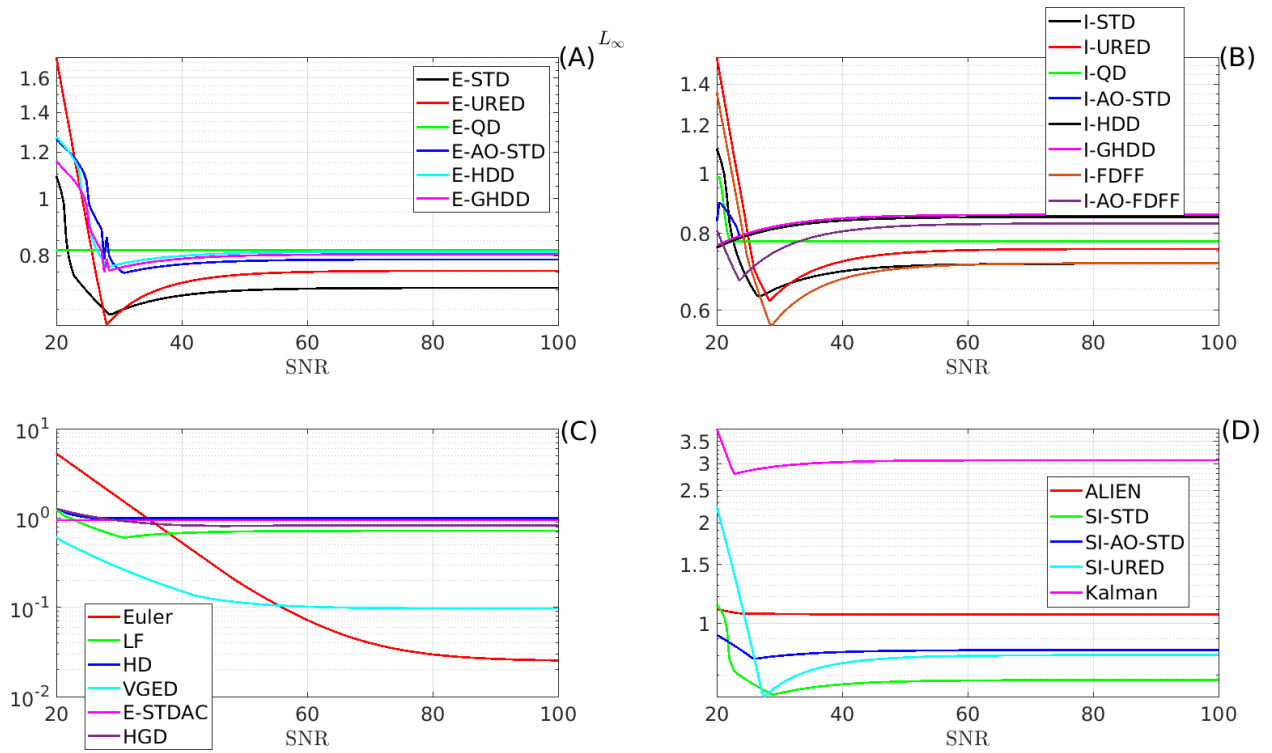 L∞
(A)
1.6
1.4
1.2
1
0.8
20
40
60
80
100
SNR
E-STD
E-URED
E-QD
E-AO-STD
E-HDD
E-GHDD
(B)
1.4
1.2
1
0.8
0.6
20
40
60
80
100
SNR
I-STD
I-URED
I-QD
I-AO-STD
I-HDD
I-GHDD
I-FDFF
I-AO-FDFF
(C)
10^1
10^0
10^-1
10^-2
20
40
60
80
100
SNR
Euler
LF
HD
VGED
E-STDAC
HGD
(D)
3.5
3
2.5
2
1.5
1
20
40
60
80
100
SNR
ALIEN
SI-STD
SI-AO-STD
SI-URED
Kalman